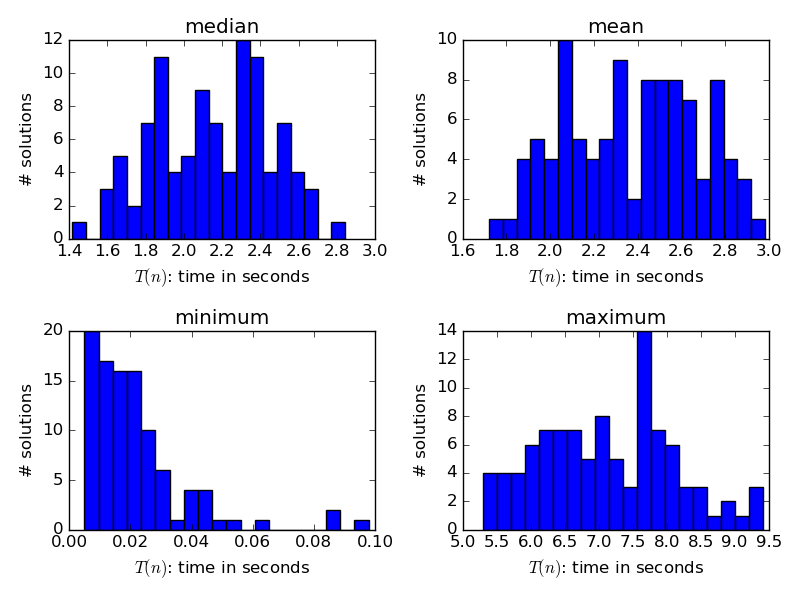 median
12
10
8
6
4
2
0
# solutions
1.4 1.6 1.8 2.0 2.2 2.4 2.6 2.8 3.0
T(n): time in seconds
mean
10
8
6
4
2
0
# solutions
1.6 1.8 2.0 2.2 2.4 2.6 2.8 3.0
T(n): time in seconds
minimum
20
15
10
5
0
# solutions
0.00 0.02 0.04 0.06 0.08 0.10
T(n): time in seconds
maximum
14
12
10
8
6
4
2
0
# solutions
5.0 5.5 6.0 6.5 7.0 7.5 8.0 8.5 9.0 9.5
T(n): time in seconds